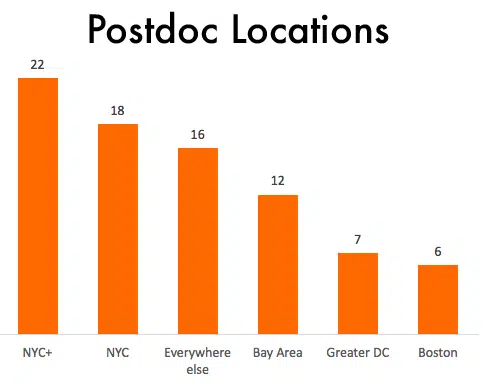 Postdoc Locations
22
18
16
12
7
6
NYC+
NYC
Everywhere
else
Bay Area
Greater DC
Boston